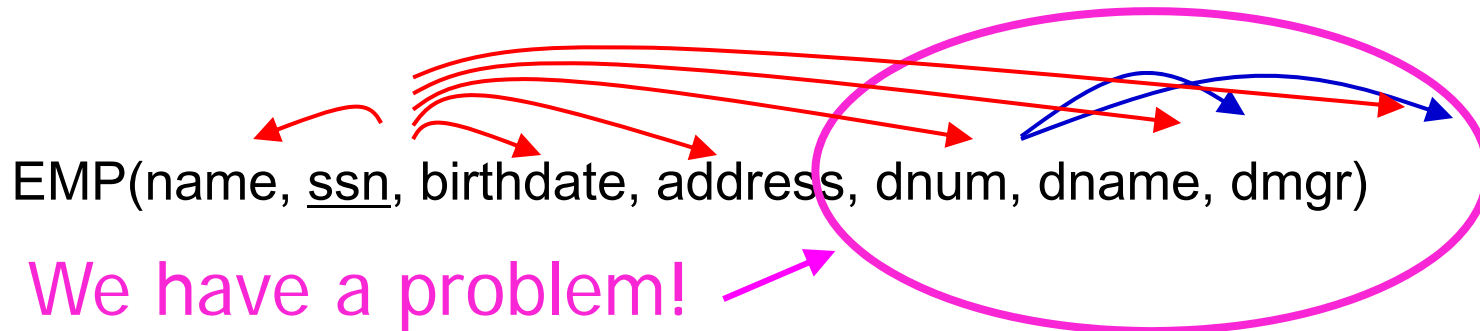 EMP(name, ssn, birthdate, address, dnum, dname, dmgr)
We have a problem!